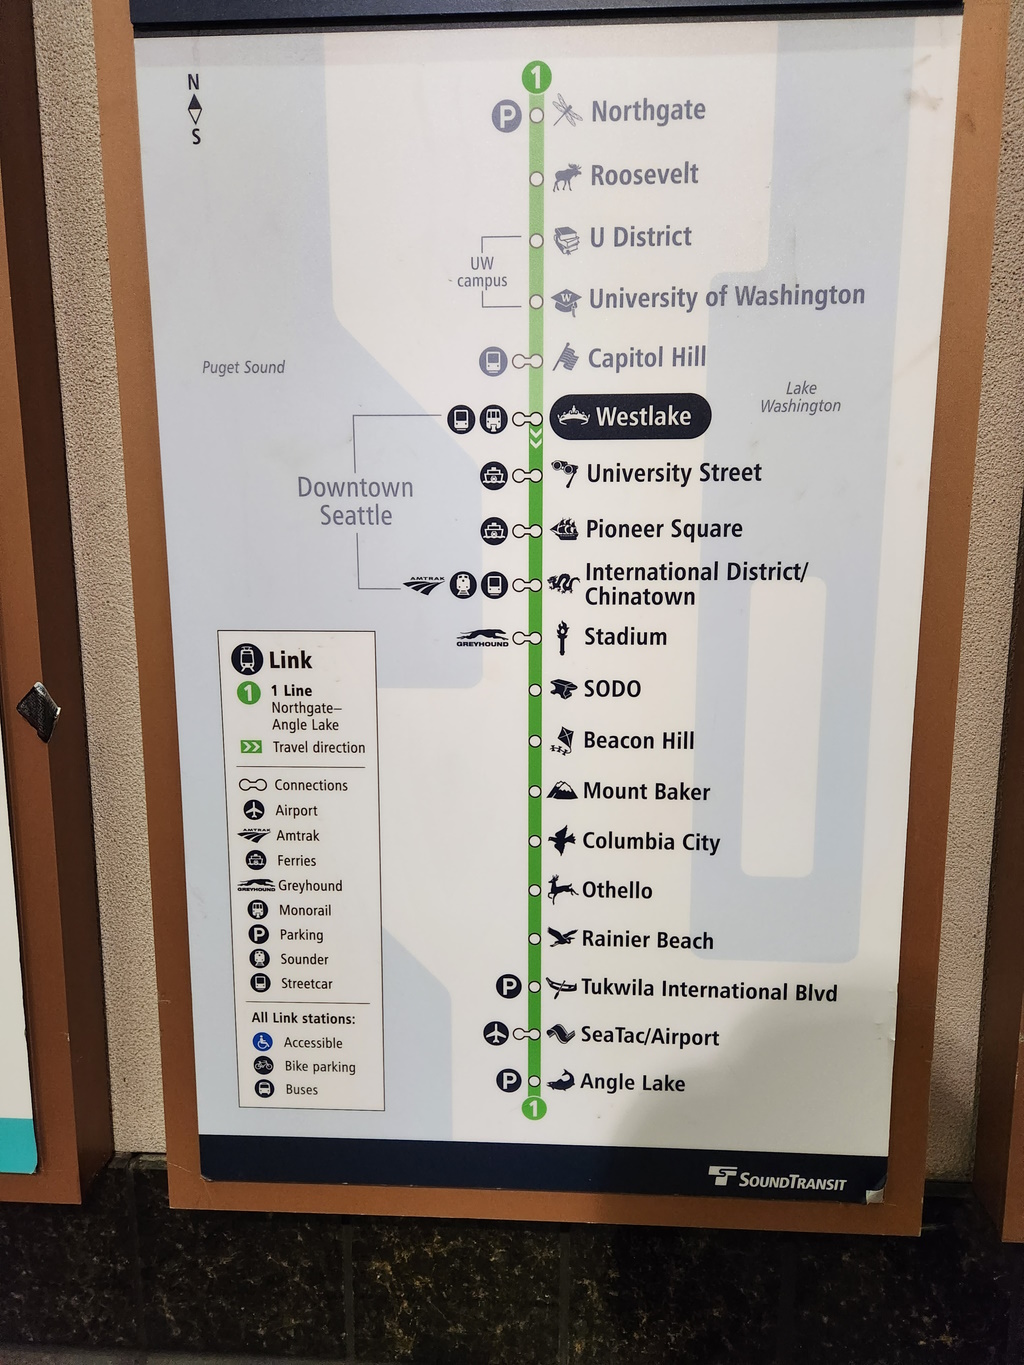 N
S
1
P
Northgate
Roosevelt
U District
UW
campus
W
University of Washington
Capitol Hill
Puget Sound
Lake
Washington
Westlake
University Street
Downtown
Seattle
Pioneer Square
AMTRAK
International District/
Chinatown
GREYHOUND
Stadium
SODO
Beacon Hill
Mount Baker
Columbia City
Othello
Rainier Beach
P
Tukwila International Blvd
SeaTac/Airport
P
Angle Lake
1
Link
1
1 Line
Northgate–
Angle Lake
Travel direction
Connections
Airport
AMTRAK
Amtrak
Ferries
GREYHOUND
Greyhound
Monorail
P
Parking
Sounder
Streetcar
All Link stations:
Accessible
Bike parking
Buses
SOUNDTRANSIT